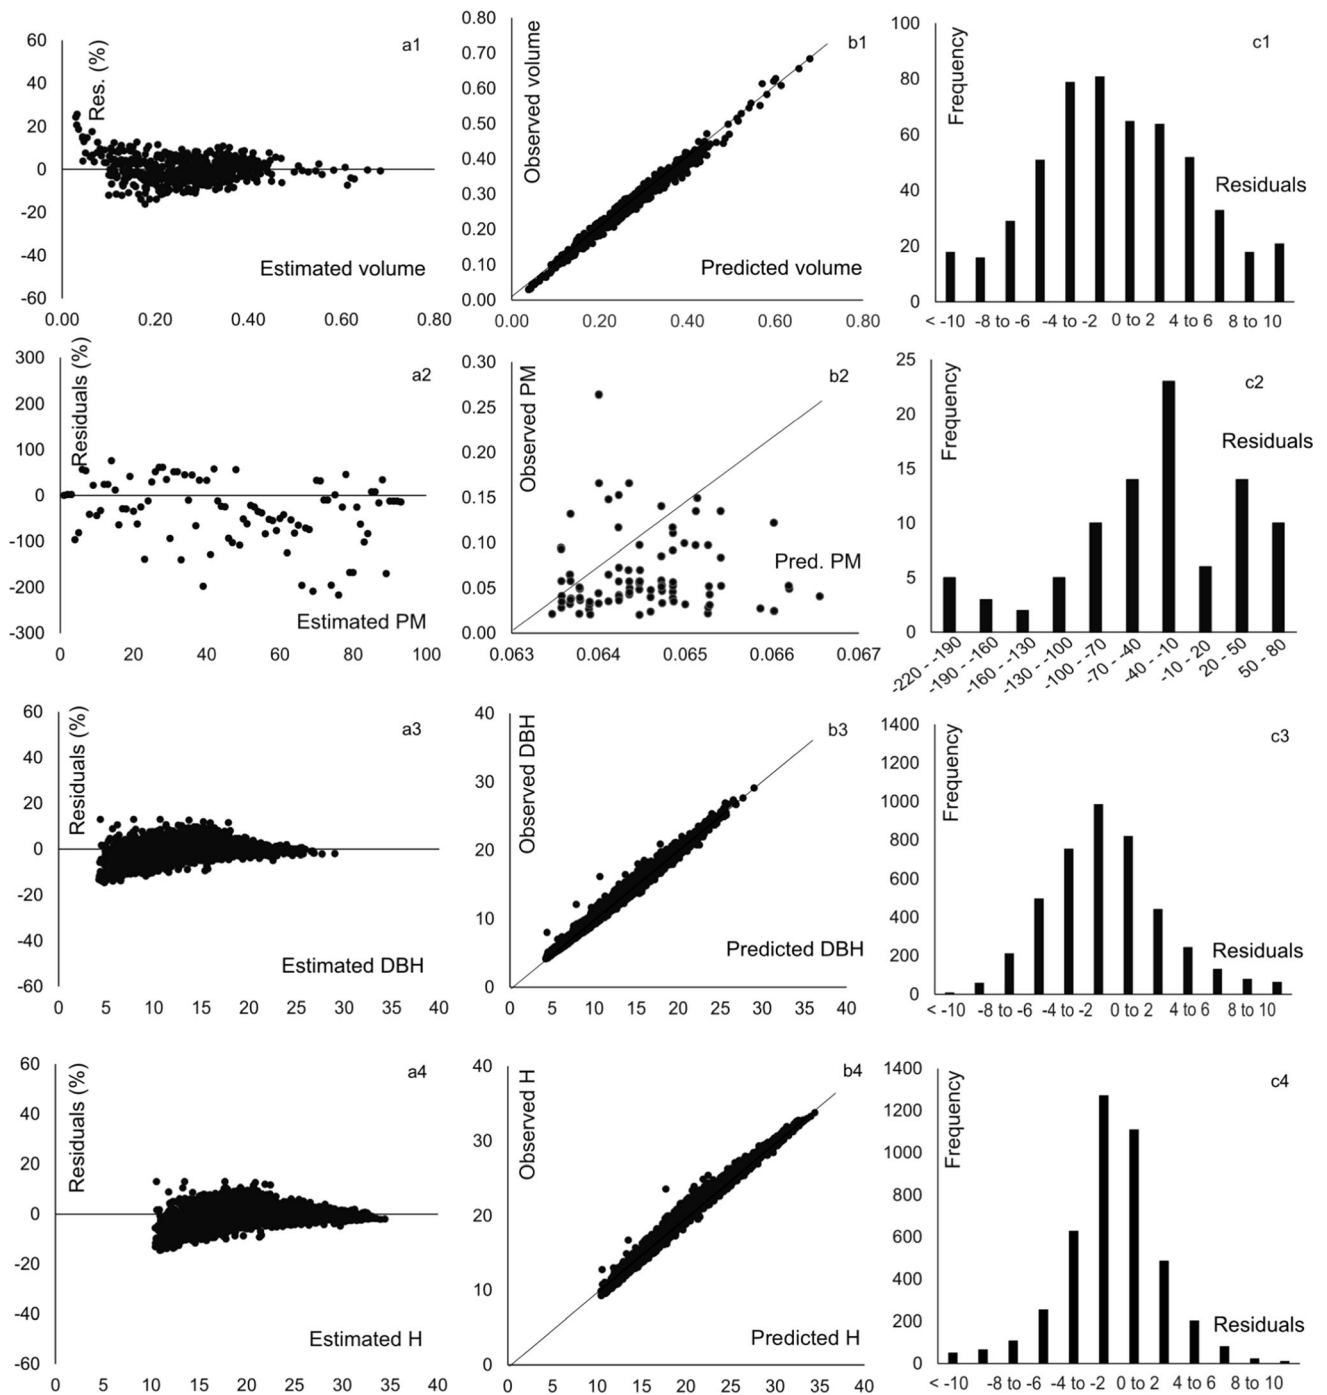 60
40
20
0
-20
-40
-60
Res. (%)
a1
Estimated volume
0.00 0.20 0.40 0.60 0.80
0.80
0.70
0.60
0.50
0.40
0.30
0.20
0.10
0.00
Observed volume
b1
Predicted volume
0.00 0.20 0.40 0.60 0.80
100
80
60
40
20
0
Frequency
c1
Residuals
< -10 -8 to -6 -4 to -2 0 to 2 4 to 6 8 to 10
300
200
100
0
-100
-200
-300
Residuals (%)
a2
Estimated PM
0 20 40 60 80 100
0.30
0.25
0.20
0.15
0.10
0.05
0.00
Observed PM
b2
Pred. PM
0.063 0.064 0.065 0.066 0.067
25
20
15
10
5
0
Frequency
c2
Residuals
-220 - -190
-190 - -160
-160 - -130
-130 - -100
-100 - -70
-70 - -40
-40 - -10
-10 - 20
20 - 50
50 - 80
60
40
20
0
-20
-40
-60
Residuals (%)
a3
Estimated DBH
0 5 10 15 20 25 30 35 40
40
30
20
10
0
Observed DBH
b3
Predicted DBH
0 5 10 15 20 25 30 35 40
1400
1200
1000
800
600
400
200
0
Frequency
c3
Residuals
< -10 -8 to -6 -4 to -2 0 to 2 4 to 6 8 to 10
60
40
20
0
-20
-40
-60
Residuals (%)
a4
Estimated H
0 5 10 15 20 25 30 35 40
40
30
20
10
0
Observed H
b4
Predicted H
0 5 10 15 20 25 30 35 40
1400
1200
1000
800
600
400
200
0
Frequency
c4
Residuals
< -10 -8 to -6 -4 to -2 0 to 2 4 to 6 8 to 10